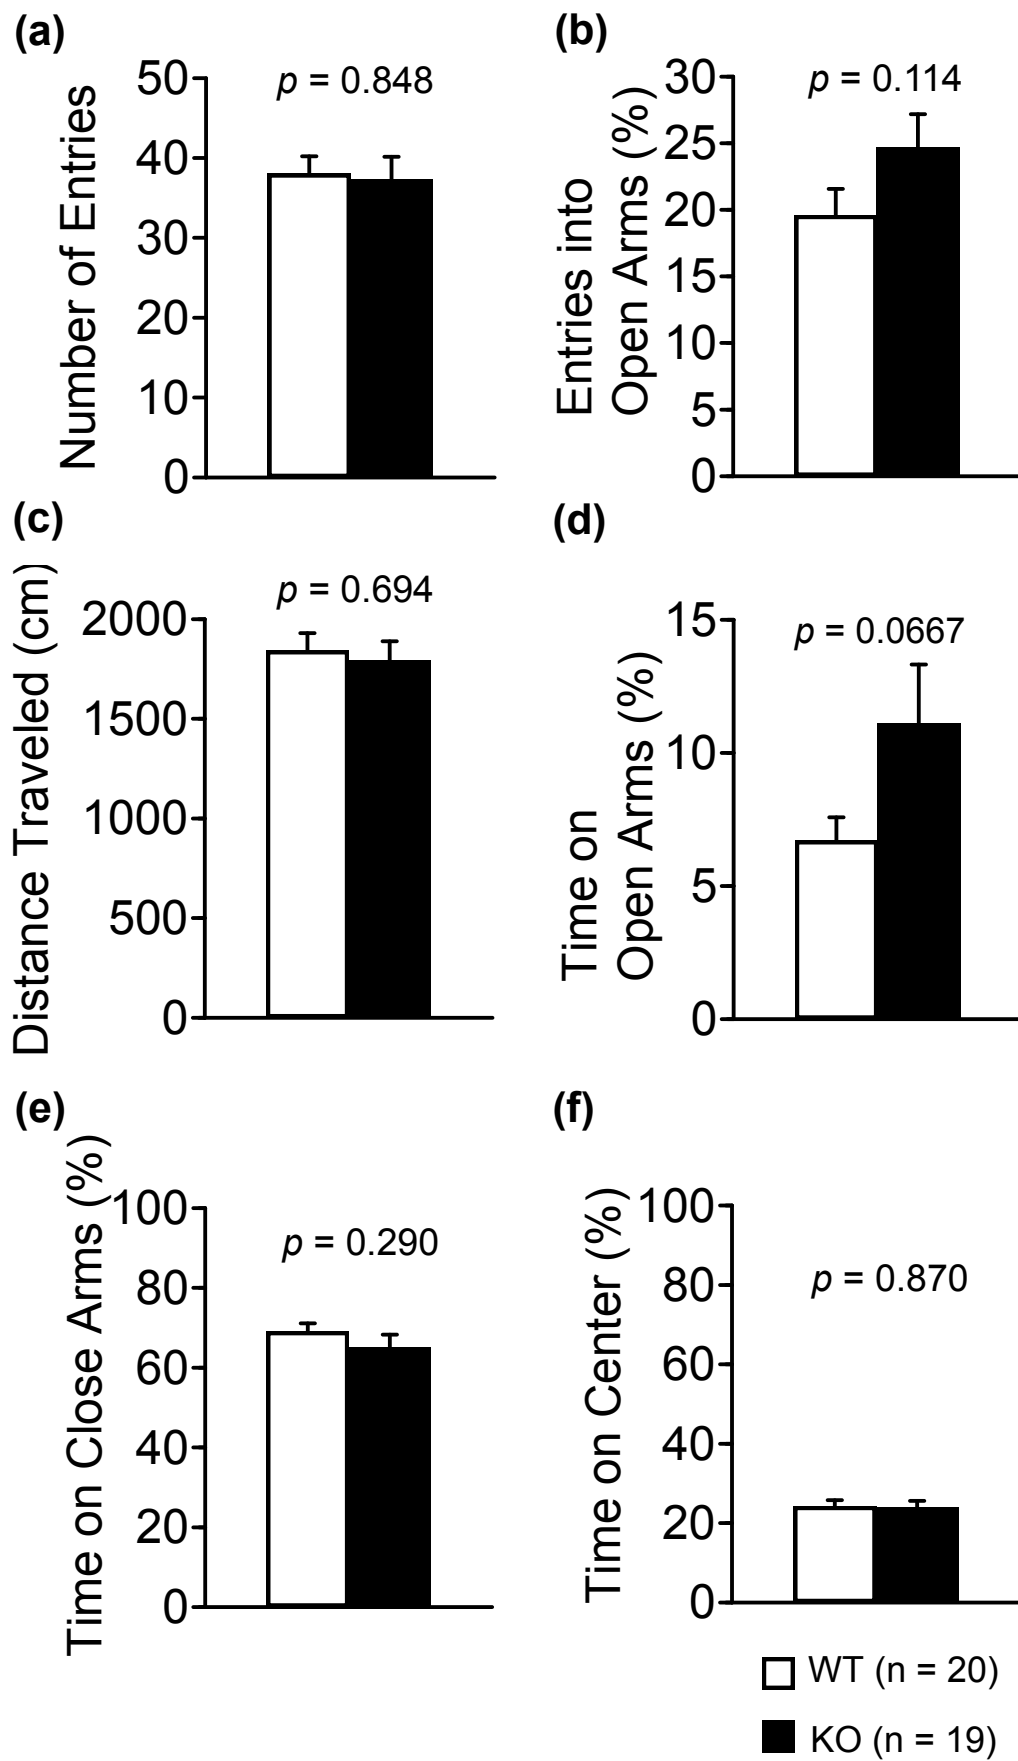 (a)
Number of Entries
50
40
30
20
10
0
p = 0.848
(b)
Entries into
Open Arms (%)
30
25
20
15
10
5
0
p = 0.114
(c)
Distance Traveled (cm)
2000
1500
1000
500
0
p = 0.694
(d)
Time on
Open Arms (%)
15
10
5
0
p = 0.0667
(e)
Time on Close Arms (%)
100
80
60
40
20
0
p = 0.290
(f)
Time on Center (%)
100
80
60
40
20
0
p = 0.870
WT (n = 20)
KO (n = 19)